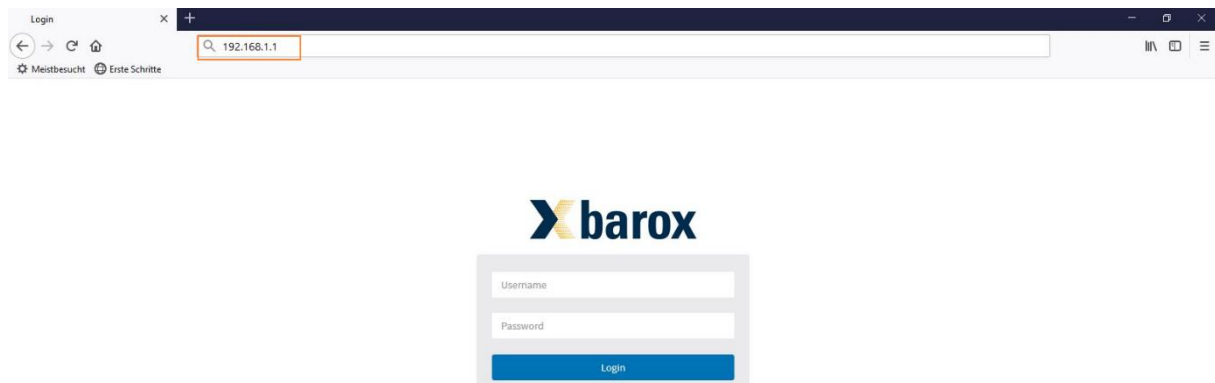 Login
192.168.1.1
Meistbesucht Erste Schritte
barox
Username
Password
Login